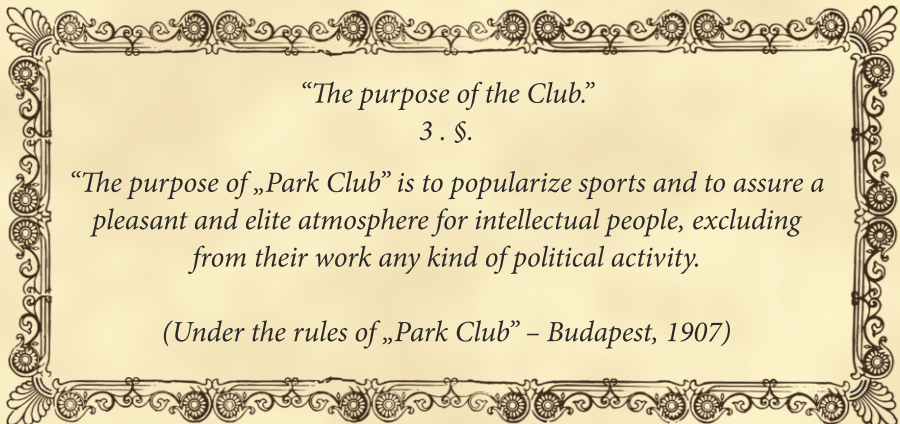 “The purpose of the Club.”
3 . §.
“The purpose of „Park Club” is to popularize sports and to assure a
pleasant and elite atmosphere for intellectual people, excluding
from their work any kind of political activity.
(Under the rules of „Park Club” – Budapest, 1907)